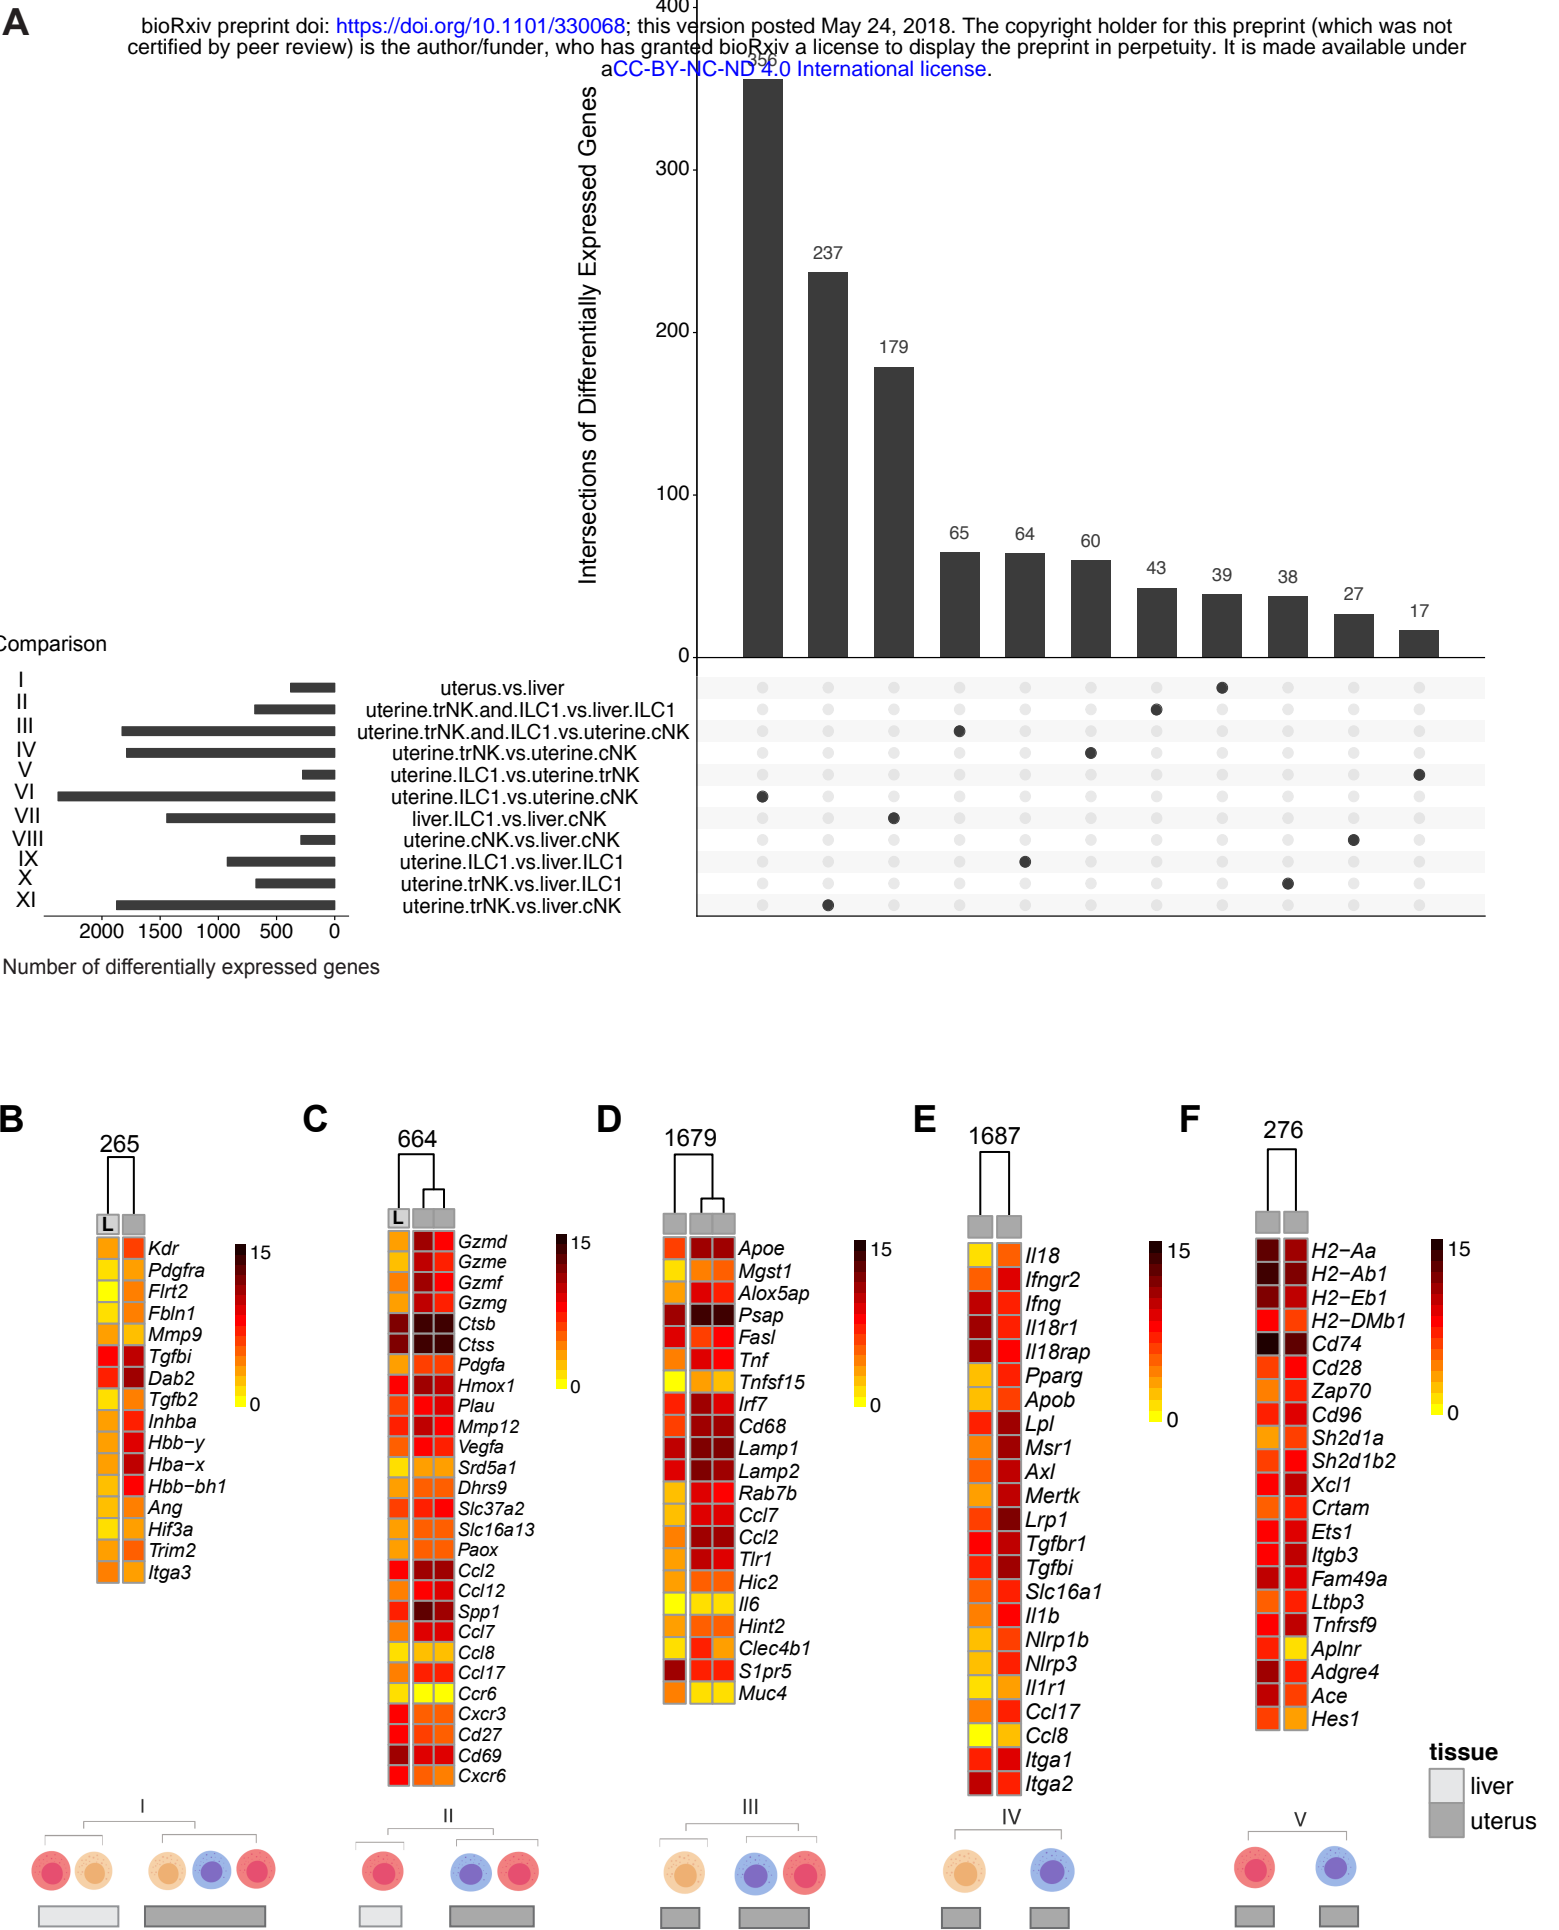 A
bioRxiv preprint doi: https://doi.org/10.1101/330068; this version posted May 24, 2018. The copyright holder for this preprint (which was not
certified by peer review) is the author/funder, who has granted bioRxiv a license to display the preprint in perpetuity. It is made available under
aCC-BY-NC-ND 4.0 International license.
Intersections of Differentially Expressed Genes
400
300
200
100
0
356
237
179
65
64
60
43
39
38
27
17
Comparison
I uterus.vs.liver
II uterine.trNK.and.ILC1.vs.liver.ILC1
III uterine.trNK.and.ILC1.vs.uterine.cNK
IV uterine.trNK.vs.uterine.cNK
V uterine.ILC1.vs.uterine.trNK
VI uterine.ILC1.vs.uterine.cNK
VII liver.ILC1.vs.liver.cNK
VIII uterine.cNK.vs.liver.cNK
IX uterine.ILC1.vs.liver.ILC1
X uterine.trNK.vs.liver.ILC1
XI uterine.trNK.vs.liver.cNK
2000 1500 1000 500 0
Number of differentially expressed genes
B
265
L
Kdr
Pdgfra
Flrt2
Fbln1
Mmp9
Tgfbi
Dab2
Tgfb2
Inhba
Hbb−y
Hba−x
Hbb−bh1
Ang
Hif3a
Trim2
Itga3
15
0
I
C
664
L
Gzmd
Gzme
Gzmf
Gzmg
Ctsb
Ctss
Pdgfa
Hmox1
Plau
Mmp12
Vegfa
Srd5a1
Dhrs9
Slc37a2
Slc16a13
Paox
Ccl2
Ccl12
Spp1
Ccl7
Ccl8
Ccl17
Ccr6
Cxcr3
Cd27
Cd69
Cxcr6
15
0
II
D
1679
Apoe
Mgst1
Alox5ap
Psap
Fasl
Tnf
Tnfsf15
Irf7
Cd68
Lamp1
Lamp2
Rab7b
Ccl7
Ccl2
Tlr1
Hic2
Il6
Hint2
Clec4b1
S1pr5
Muc4
15
0
III
E
1687
Il18
Ifngr2
Ifng
Il18r1
Il18rap
Pparg
Apob
Lpl
Msr1
Axl
Mertk
Lrp1
Tgfbr1
Tgfbi
Slc16a1
Il1b
Nlrp1b
Nlrp3
Il1r1
Ccl17
Ccl8
Itga1
Itga2
15
0
IV
F
276
H2−Aa
H2−Ab1
H2−Eb1
H2−DMb1
Cd74
Cd28
Zap70
Cd96
Sh2d1a
Sh2d1b2
Xcl1
Crtam
Ets1
Itgb3
Fam49a
Ltbp3
Tnfrsf9
Aplnr
Adgre4
Ace
Hes1
15
0
V
tissue
liver
uterus